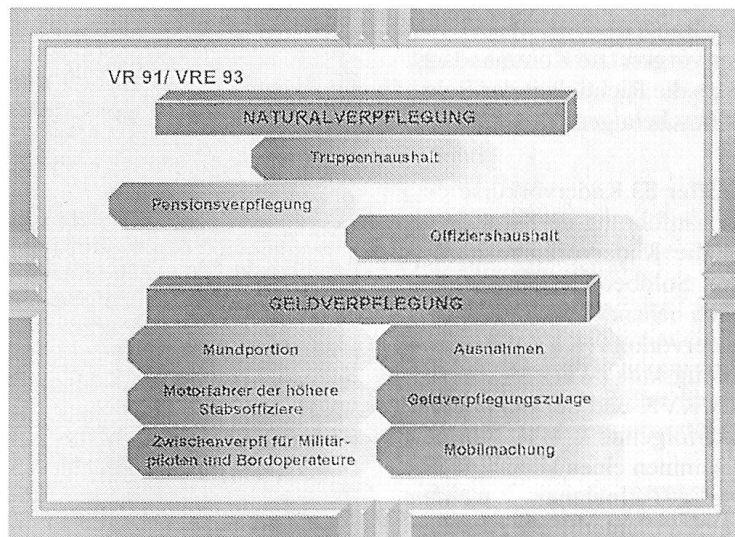 VR 91/ VRE 93
NATURALVERPFLEGUNG
Truppenhaushalt
Pensionsverpflegung
Offiziershaushalt
GELDVERPFLEGUNG
Mundportion
Ausnahmen
Motorfahrer der höhere
Stabsoffiziere
Geldverpflegungszulage
Zwischenverpfl für Militär-
piloten und Bordoperateure
Mobilmachung